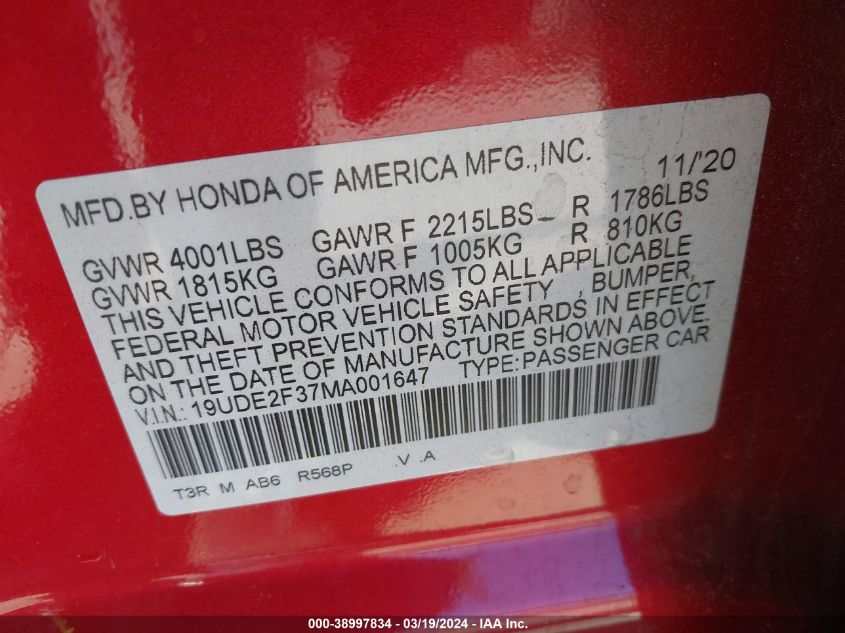 MFD.BY HONDA OF AMERICA MFG.,INC. 11/'20
GVWR 4001LBS GAWR F 2215LBS R 1786LBS
GVWR 1815KG GAWR F 1005KG R 810KG
THIS VEHICLE CONFORMS TO ALL APPLICABLE
FEDERAL MOTOR VEHICLE SAFETY , BUMPER,
AND THEFT PREVENTION STANDARDS IN EFFECT
ON THE DATE OF MANUFACTURE SHOWN ABOVE.
V.I.N.: 19UDE2F37MA001647 TYPE:PASSENGER CAR
T3R M AB6 R568P .V .A
000-38997834 - 03/19/2024 - IAA Inc.